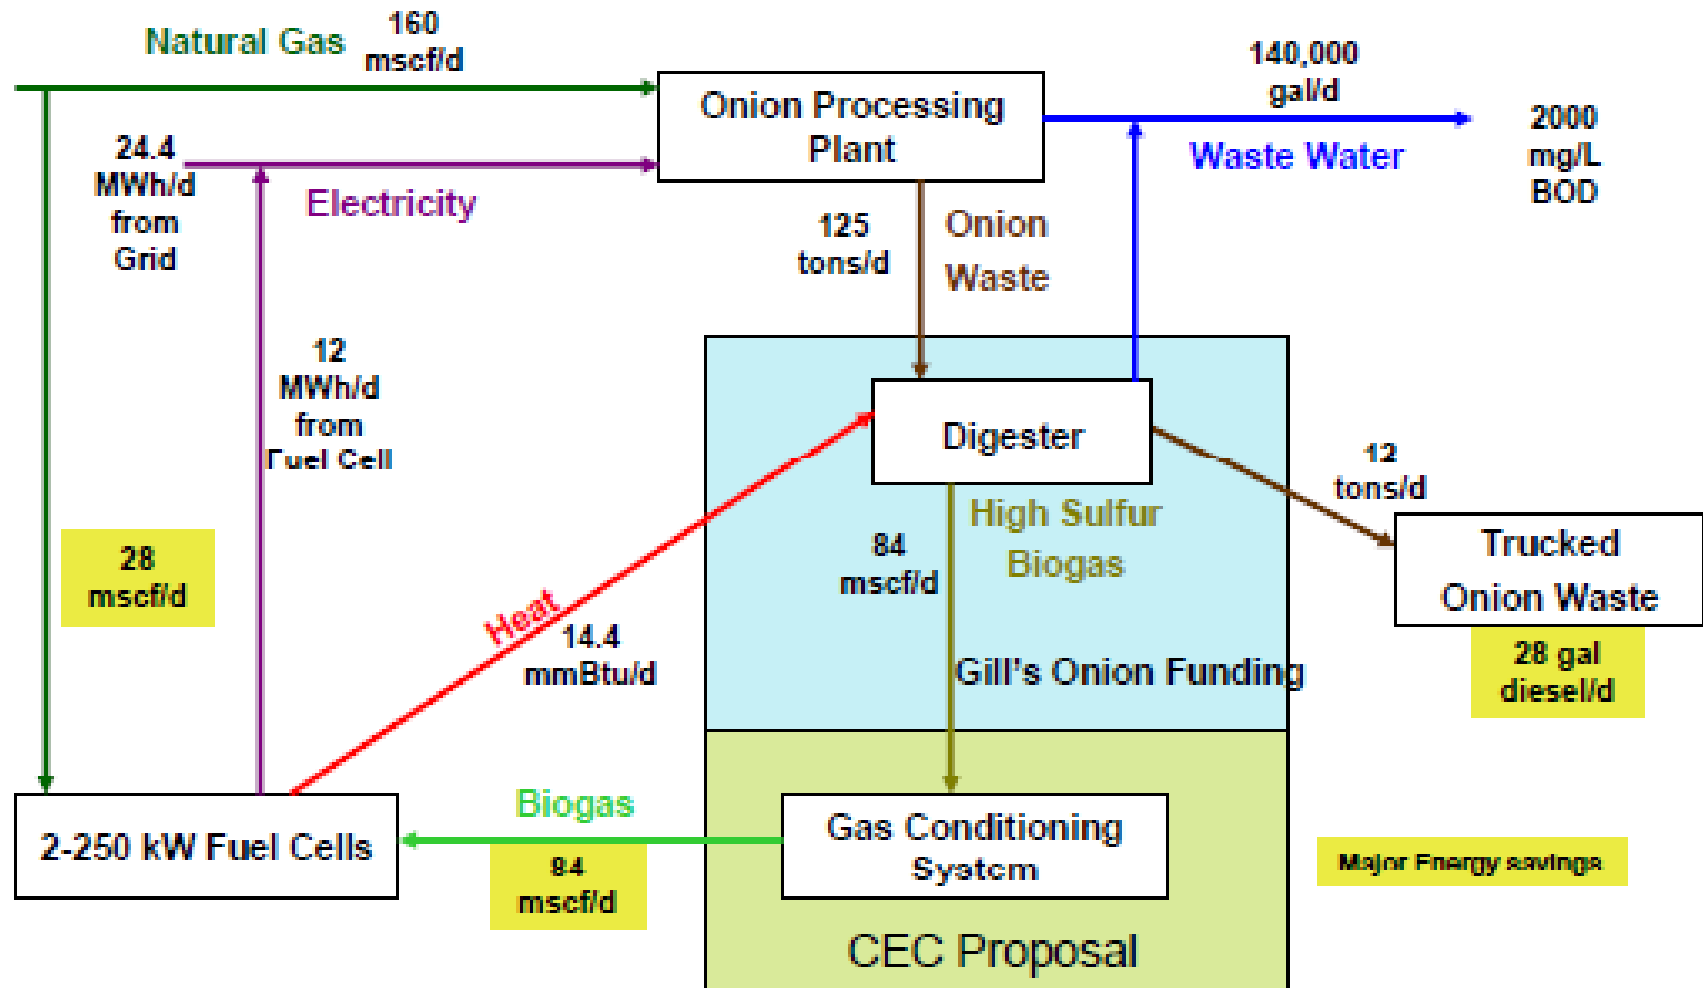 Natural Gas
160
mscf/d
Onion Processing
Plant
140,000
gal/d
Waste Water
2000
mg/L
BOD
24.4
MWh/d
from
Grid
Electricity
125
tons/d
Onion
Waste
12
MWh/d
from
Fuel Cell
Digester
12
tons/d
High Sulfur
Biogas
84
mscf/d
Trucked
Onion Waste
28 gal
diesel/d
28
mscf/d
Heat
14.4
mmBtu/d
Gill's Onion Funding
2-250 kW Fuel Cells
Biogas
84
mscf/d
Gas Conditioning
System
Major Energy savings
CEC Proposal